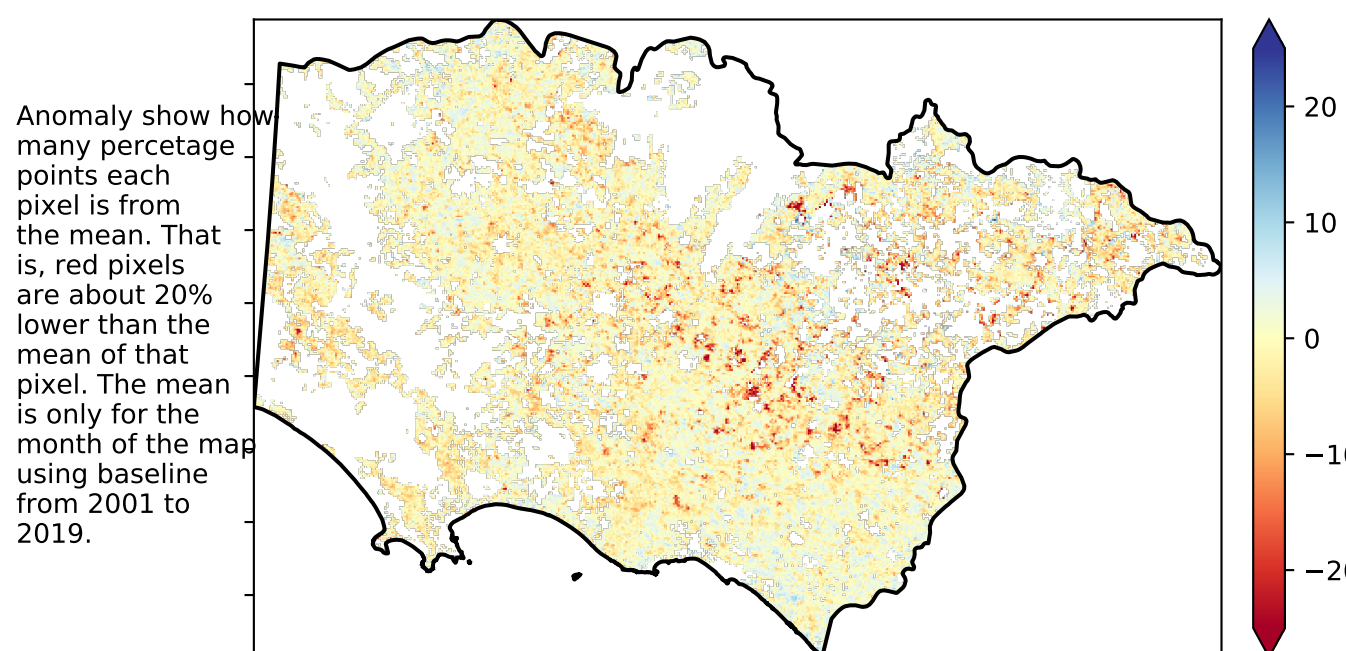 Anomaly show how
many percetage
points each
pixel is from
the mean. That
is, red pixels
are about 20%
lower than the
mean of that
pixel. The mean
is only for the
month of the map
using baseline
from 2001 to
2019.
20
10
0
−10
−20